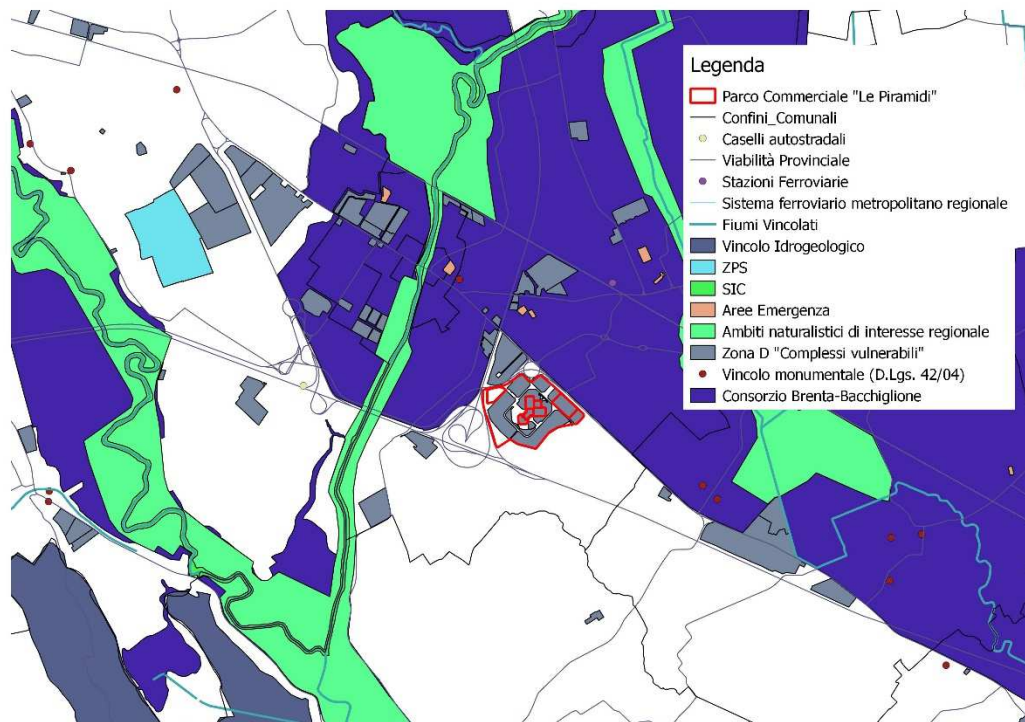 Legenda
Parco Commerciale "Le Piramidi"
Confini_Comunali
Caselli autostradali
Viabilità Provinciale
Stazioni Ferroviarie
Sistema ferroviario metropolitano regionale
Fiumi Vincolati
Vincolo Idrogeologico
ZPS
SIC
Aree Emergenza
Ambiti naturalistici di interesse regionale
Zona D "Complessi vulnerabili"
Vincolo monumentale (D.Lgs. 42/04)
Consorzio Brenta-Bacchiglione